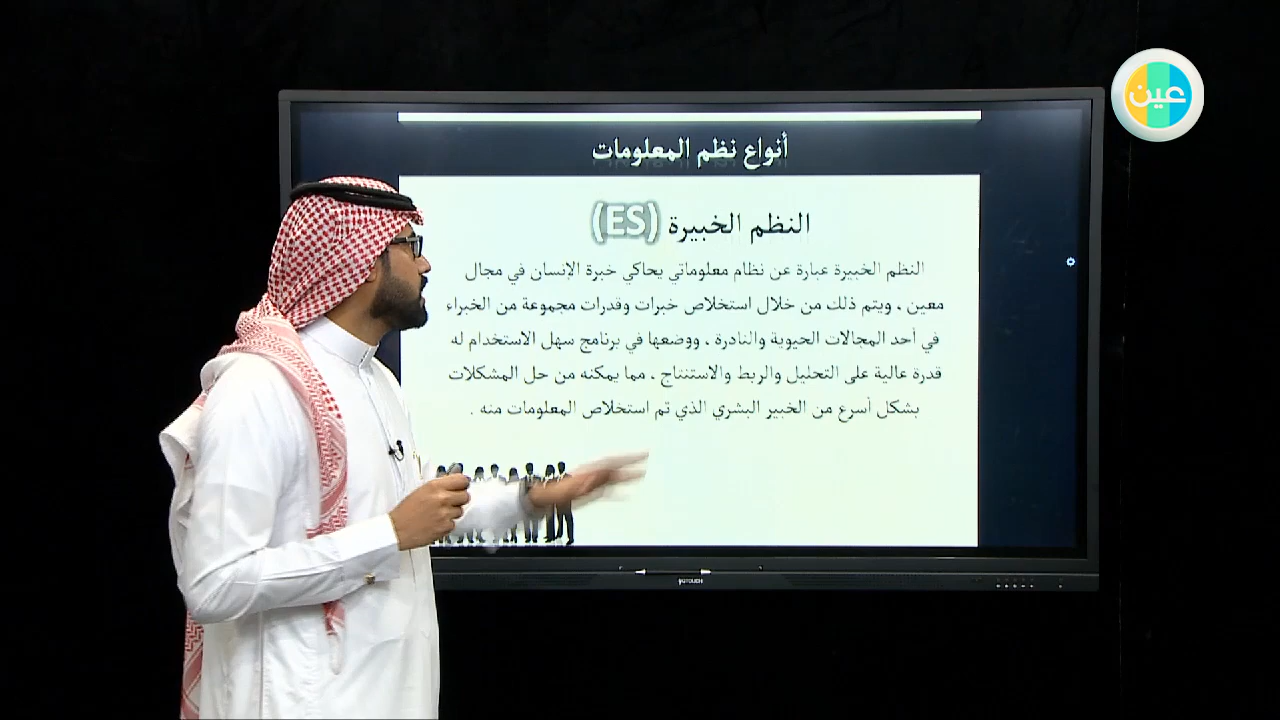 عين
أنواع نظم المعلومات
النظم الخبيرة (ES)
النظم الخبيرة عبارة عن نظام معلوماتي يحاكي خبرة الإنسان في مجال
معين ، ويتم ذلك من خلال استخلاص خبرات وقدرات مجموعة من الخبراء
في أحد المجالات الحيوية والنادرة ، ووضعها في برنامج سهل الاستخدام له
قدرة عالية على التحليل والربط والاستنتاج ، مما يمكنه من حل المشكلات
بشكل أسرع من الخبير البشري الذي تم استخلاص المعلومات منه .